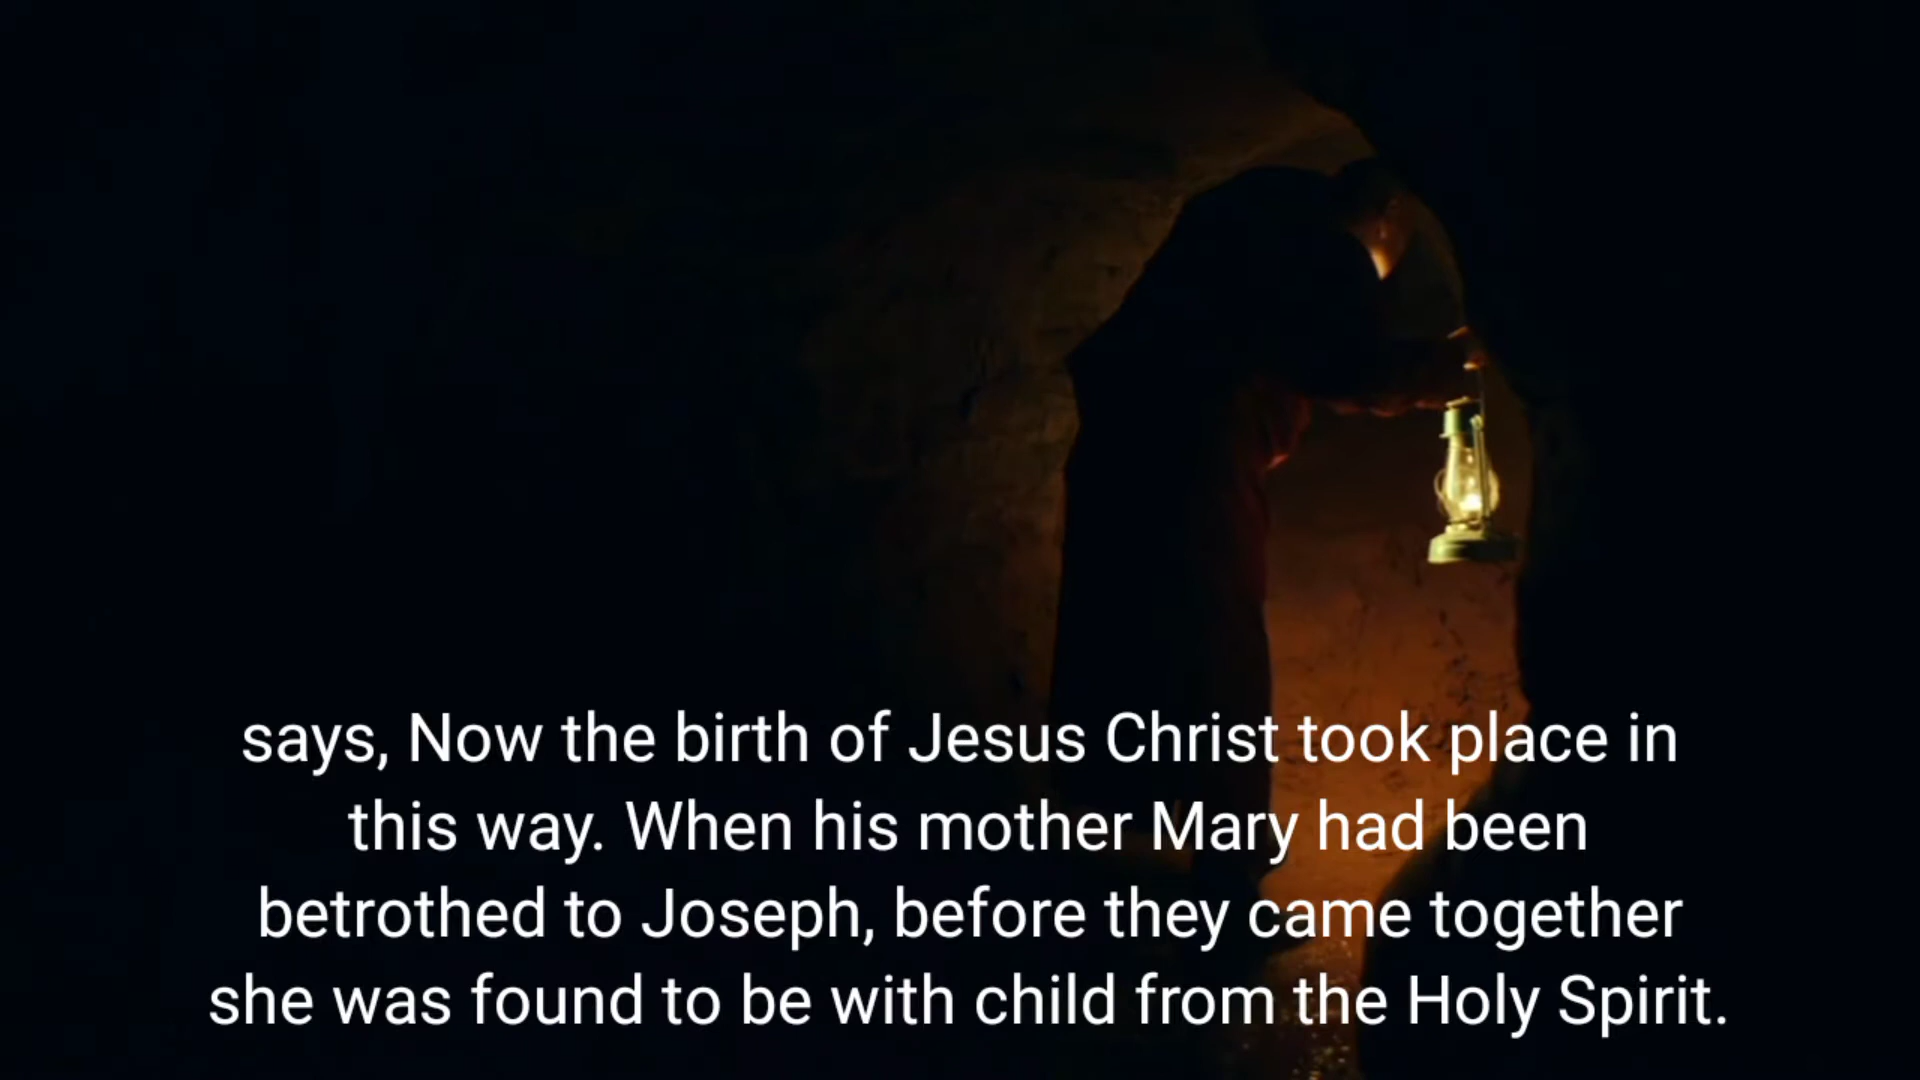 says, Now the birth of Jesus Christ took place in
this way. When his mother Mary had been
betrothed to Joseph, before they came together
she was found to be with child from the Holy Spirit.